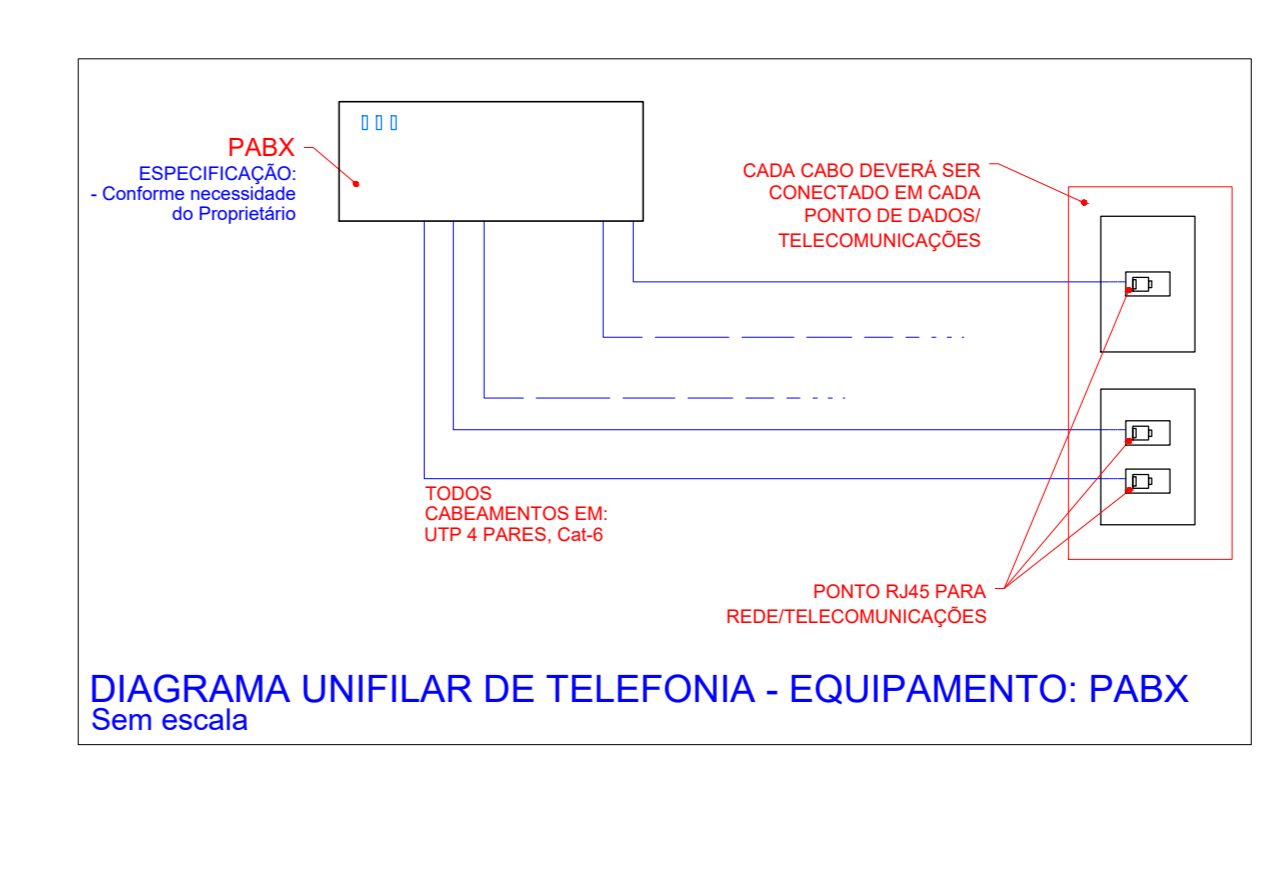 PABX
ESPECIFICAÇÃO:
- Conforme necessidade
do Proprietário
CADA CABO DEVERÁ SER
CONECTADO EM CADA
PONTO DE DADOS/
TELECOMUNICAÇÕES
TODOS
CABEAMENTOS EM:
UTP 4 PARES, Cat-6
PONTO RJ45 PARA
REDE/TELECOMUNICAÇÕES
DIAGRAMA UNIFILAR DE TELEFONIA - EQUIPAMENTO: PABX
Sem escala